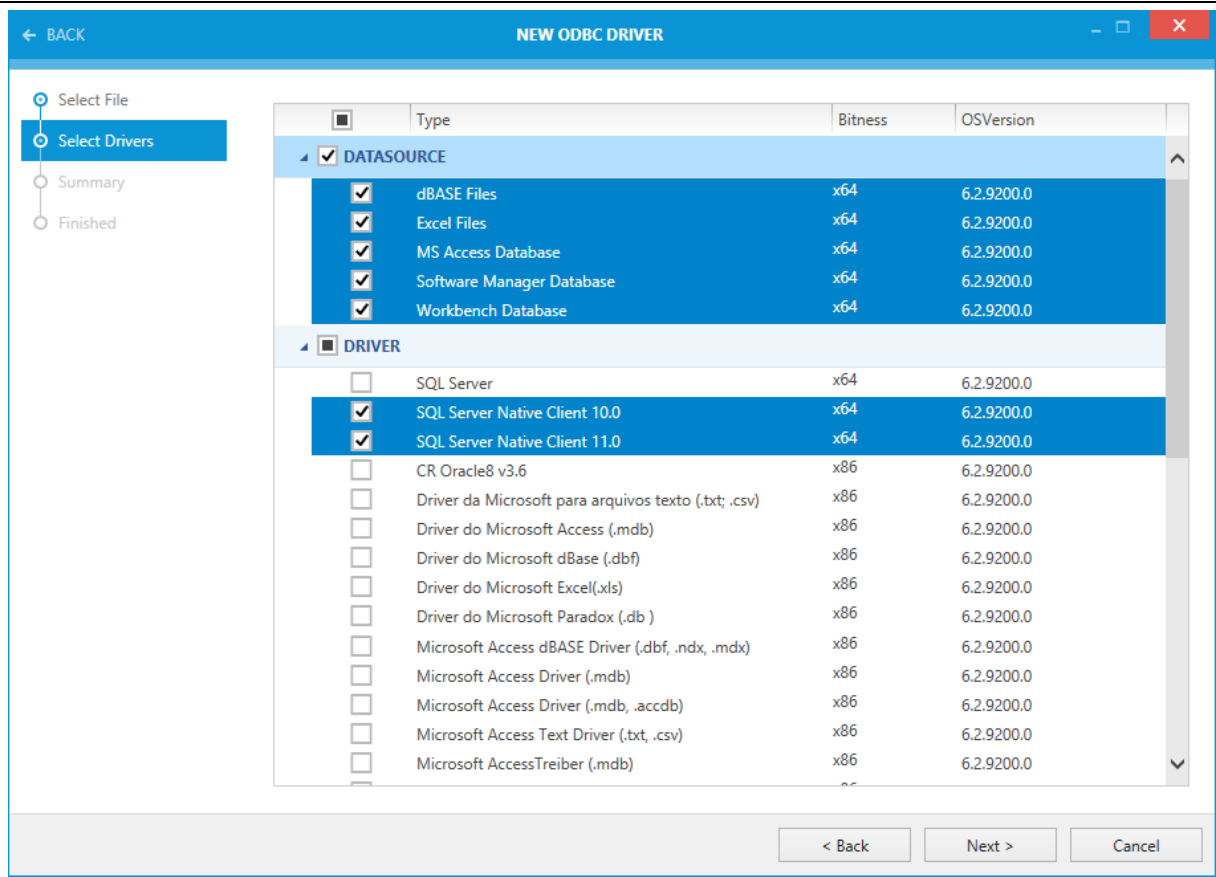 ← BACK NEW ODBC DRIVER
Select File
Select Drivers
Summary
Finished
Type Bitness OSVersion
DATASOURCE
dBASE Files x64 6.2.9200.0
Excel Files x64 6.2.9200.0
MS Access Database x64 6.2.9200.0
Software Manager Database x64 6.2.9200.0
Workbench Database x64 6.2.9200.0
DRIVER
SQL Server x64 6.2.9200.0
SQL Server Native Client 10.0 x64 6.2.9200.0
SQL Server Native Client 11.0 x64 6.2.9200.0
CR Oracle8 v3.6 x86 6.2.9200.0
Driver da Microsoft para arquivos texto (.txt; .csv) x86 6.2.9200.0
Driver do Microsoft Access (.mdb) x86 6.2.9200.0
Driver do Microsoft dBase (.dbf) x86 6.2.9200.0
Driver do Microsoft Excel(.xls) x86 6.2.9200.0
Driver do Microsoft Paradox (.db ) x86 6.2.9200.0
Microsoft Access dBASE Driver (.dbf, .ndx, .mdx) x86 6.2.9200.0
Microsoft Access Driver (.mdb) x86 6.2.9200.0
Microsoft Access Driver (.mdb, .accdb) x86 6.2.9200.0
Microsoft Access Text Driver (.txt, .csv) x86 6.2.9200.0
Microsoft AccessTreiber (.mdb) x86 6.2.9200.0
< Back Next > Cancel